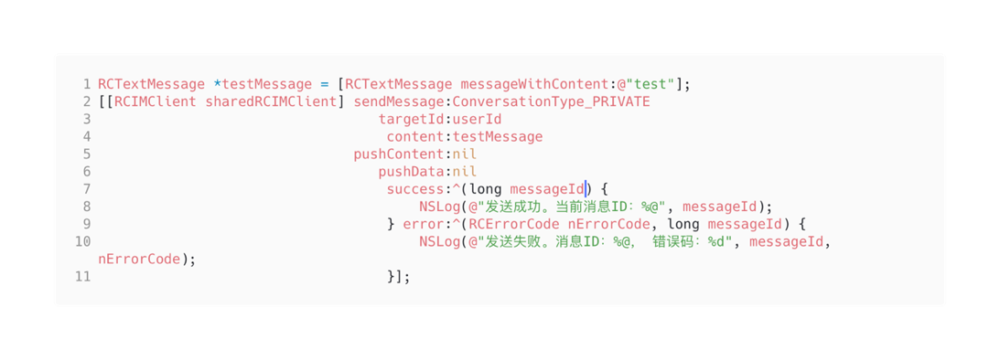 1 RCTextMessage *testMessage = [RCTextMessage messageWithContent:@"test"];
2 [[RCIMClient sharedRCIMClient] sendMessage:ConversationType_PRIVATE
3 targetId:userId
4 content:testMessage
5 pushContent:nil
6 pushData:nil
7 success:^(long messageId) {
8 NSLog(@"发送成功。当前消息ID：%@", messageId);
9 } error:^(RCErrorCode nErrorCode, long messageId) {
10 NSLog(@"发送失败。消息ID：%@， 错误码：%d", messageId,
nErrorCode);
11 }];